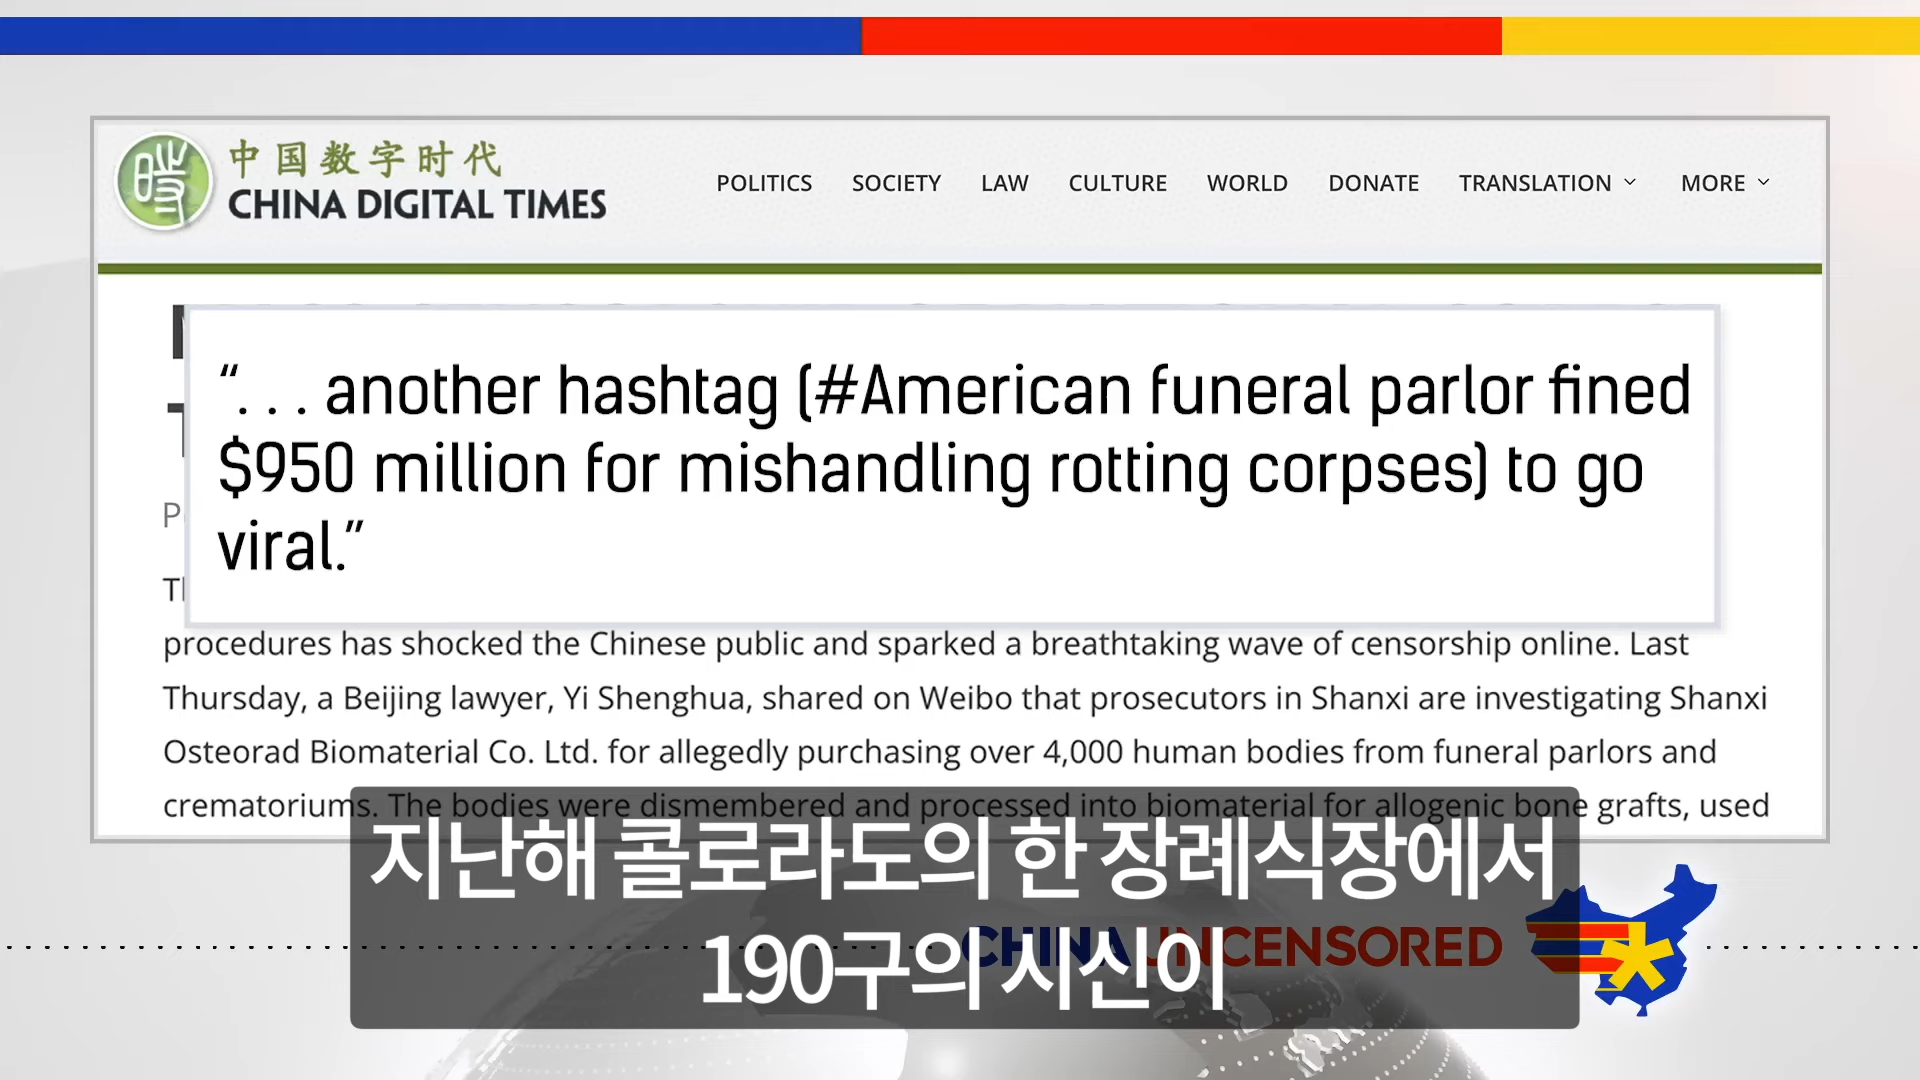 中国数字时代
CHINA DIGITAL TIMES
POLITICS SOCIETY LAW CULTURE WORLD DONATE TRANSLATION MORE
“. . . another hashtag (#American funeral parlor fined
$950 million for mishandling rotting corpses) to go
viral.”
procedures has shocked the Chinese public and sparked a breathtaking wave of censorship online. Last
Thursday, a Beijing lawyer, Yi Shenghua, shared on Weibo that prosecutors in Shanxi are investigating Shanxi
Osteorad Biomaterial Co. Ltd. for allegedly purchasing over 4,000 human bodies from funeral parlors and
crematoriums. The bodies were dismembered and processed into biomaterial for allogenic bone grafts, used
지난해 콜로라도의 한 장례식장에서
190구의 시신이
CHINA UNCENSORED